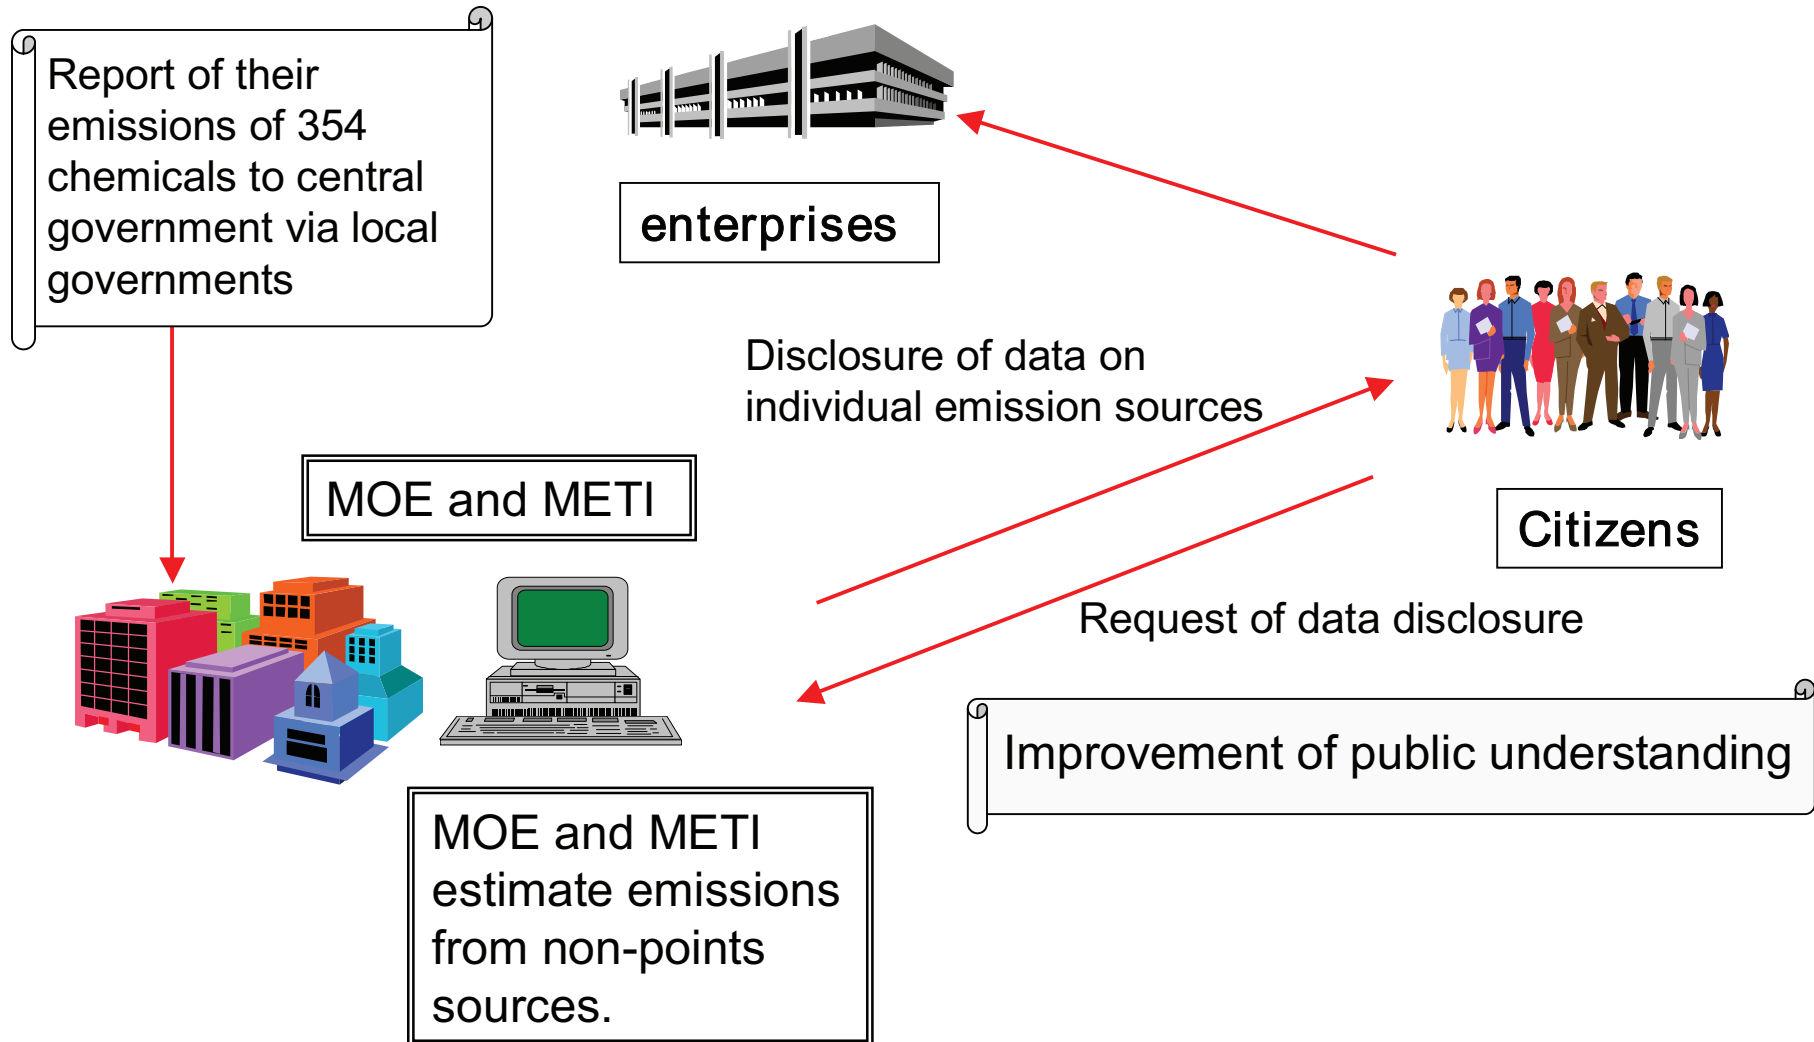 Report of their
emissions of 354
chemicals to central
government via local
governments
enterprises
Disclosure of data on
individual emission sources
MOE and METI
Citizens
Request of data disclosure
Improvement of public understanding
MOE and METI
estimate emissions
from non-points
sources.